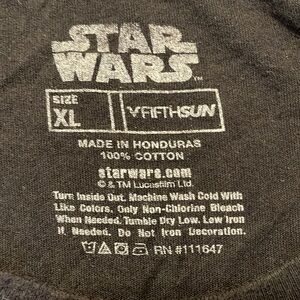 STAR
WARS™
SIZE
XL
FIFTHSUN
MADE IN HONDURAS
100% COTTON
starwars.com
© & TM Lucasfilm Ltd.
Turn Inside Out. Machine Wash Cold With
Like Colors. Only Non-Chlorine Bleach
When Needed. Tumble Dry Low. Low Iron
If Needed. Do Not Iron Decoration.
RN #111647